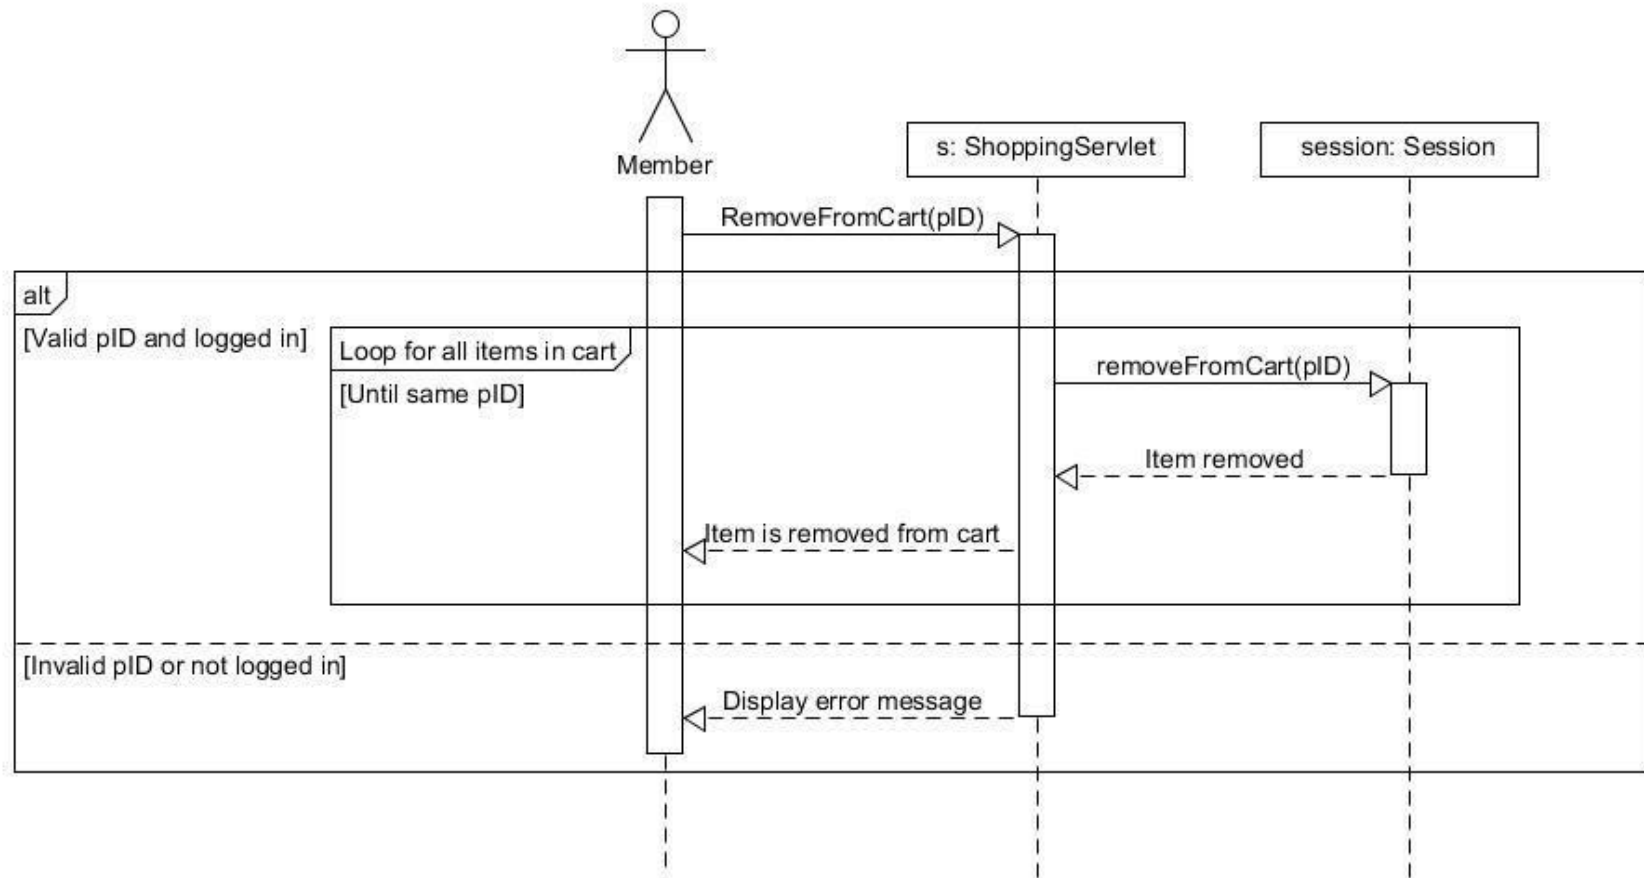 Member
s: ShoppingServlet
session: Session
RemoveFromCart(pID)
alt
[Valid pID and logged in]
Loop for all items in cart
[Until same pID]
removeFromCart(pID)
Item removed
Item is removed from cart
[Invalid pID or not logged in]
Display error message